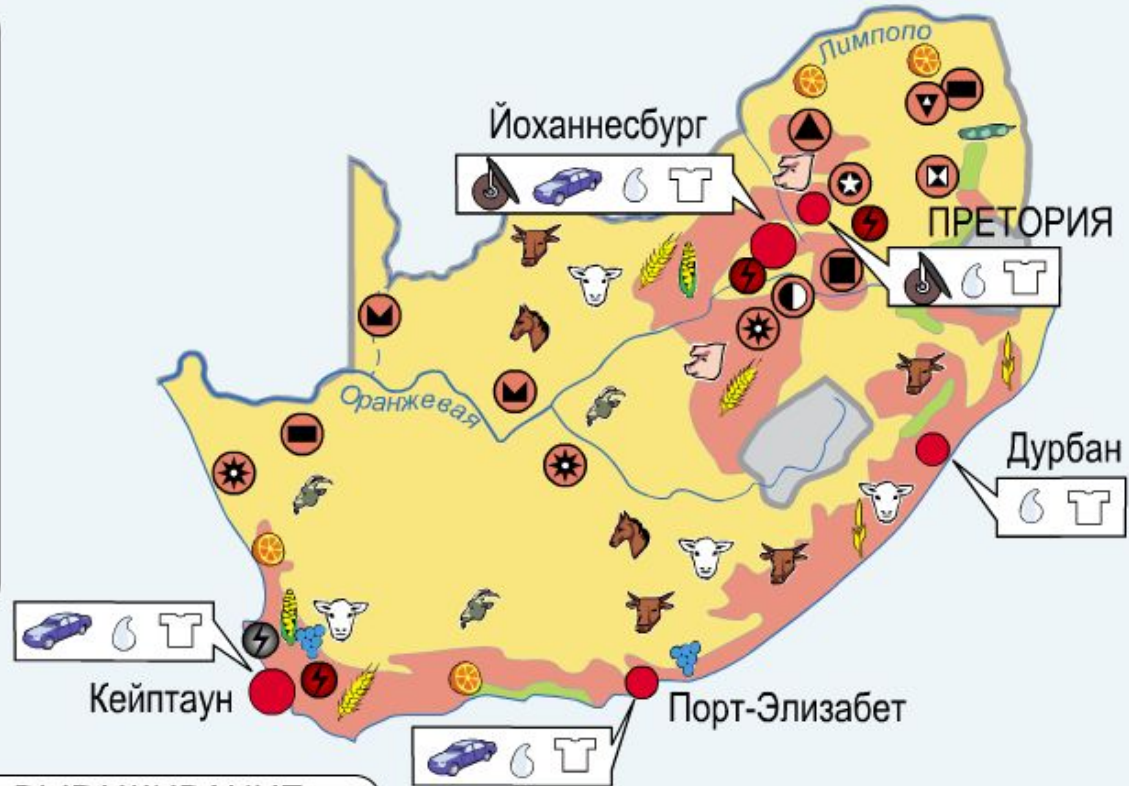 Лимпопо
Йоханнесбург
ПРЕТОРИЯ
Оранжевая
Дурбан
Кейптаун
Порт-Элизабет